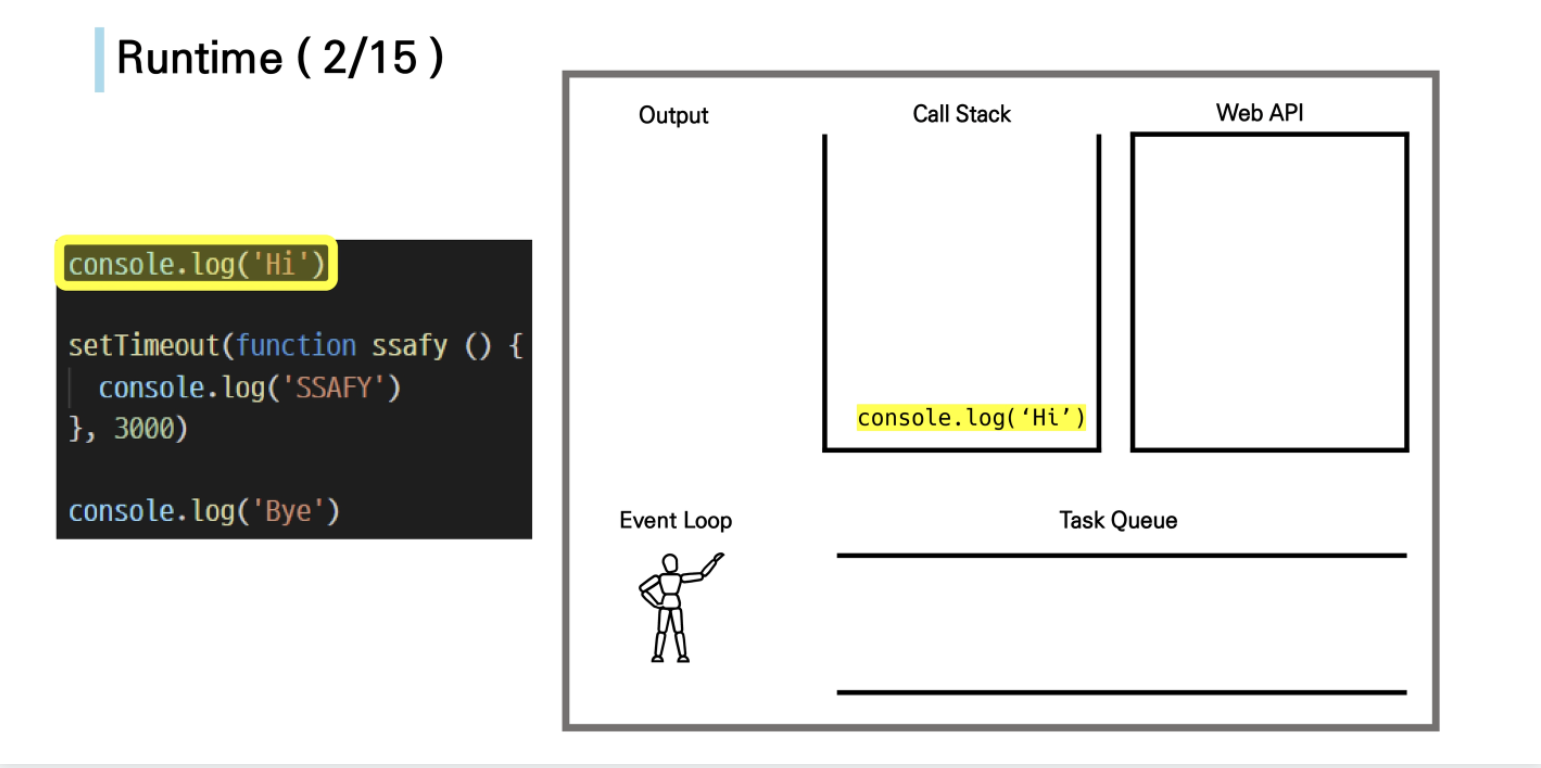 Runtime ( 2/15 )
console.log('Hi')
setTimeout(function ssafy () {
console.log('SSAFY')
}, 3000)
console.log('Bye')
Output
Call Stack
Web API
console.log(‘Hi’)
Event Loop
Task Queue